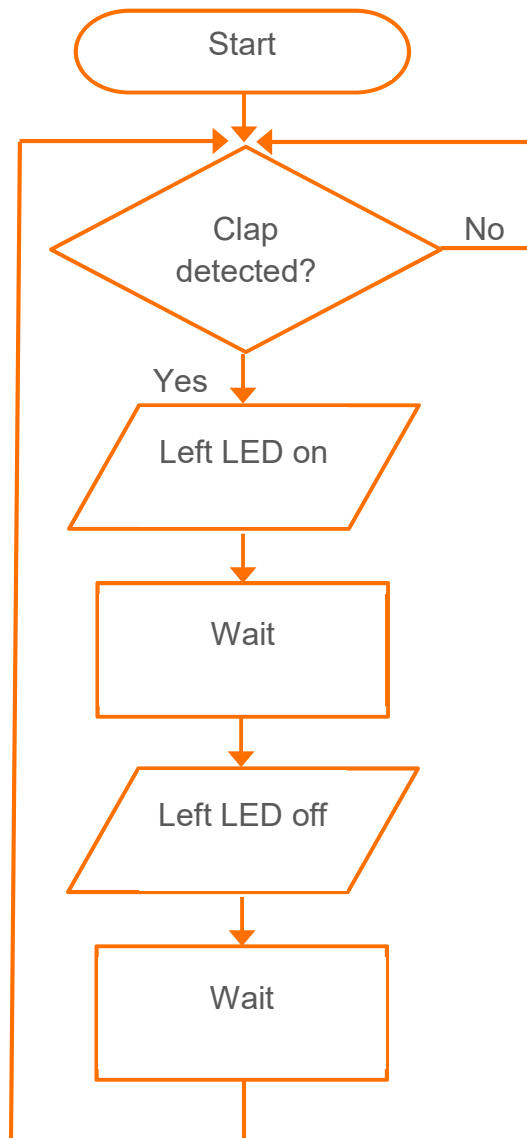 Start
Clap
detected?
No
Yes
Left LED on
Wait
Left LED off
Wait